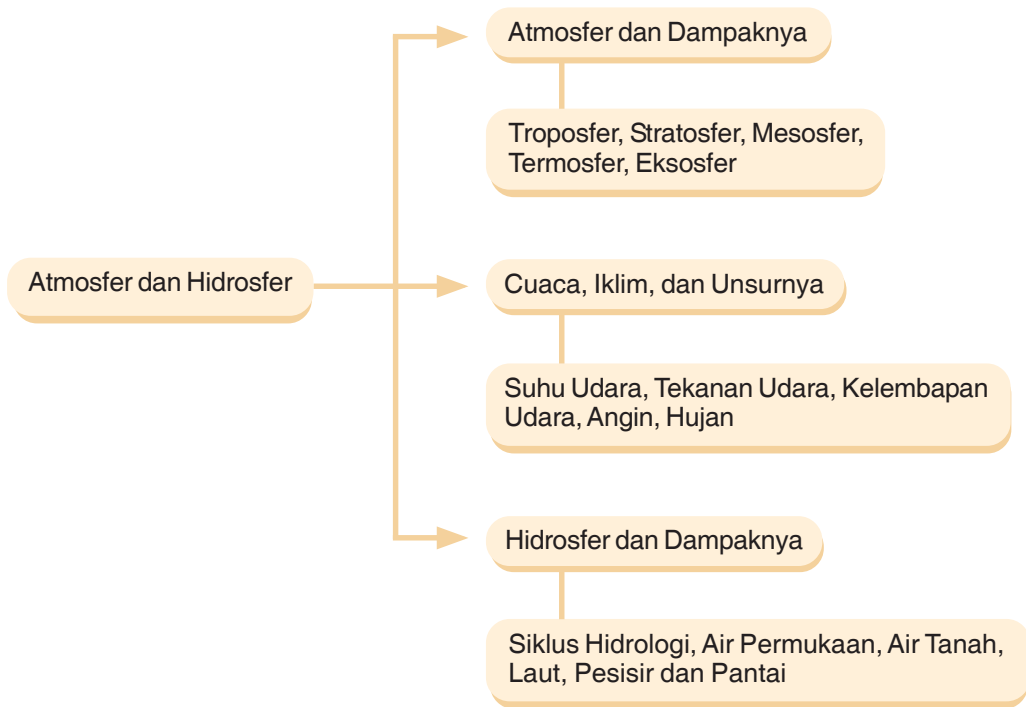 Atmosfer dan Dampaknya
Troposfer, Stratosfer, Mesosfer,
Termosfer, Eksosfer
Atmosfer dan Hidrosfer
Cuaca, Iklim, dan Unsurnya
Suhu Udara, Tekanan Udara, Kelembapan
Udara, Angin, Hujan
Hidrosfer dan Dampaknya
Siklus Hidrologi, Air Permukaan, Air Tanah,
Laut, Pesisir dan Pantai